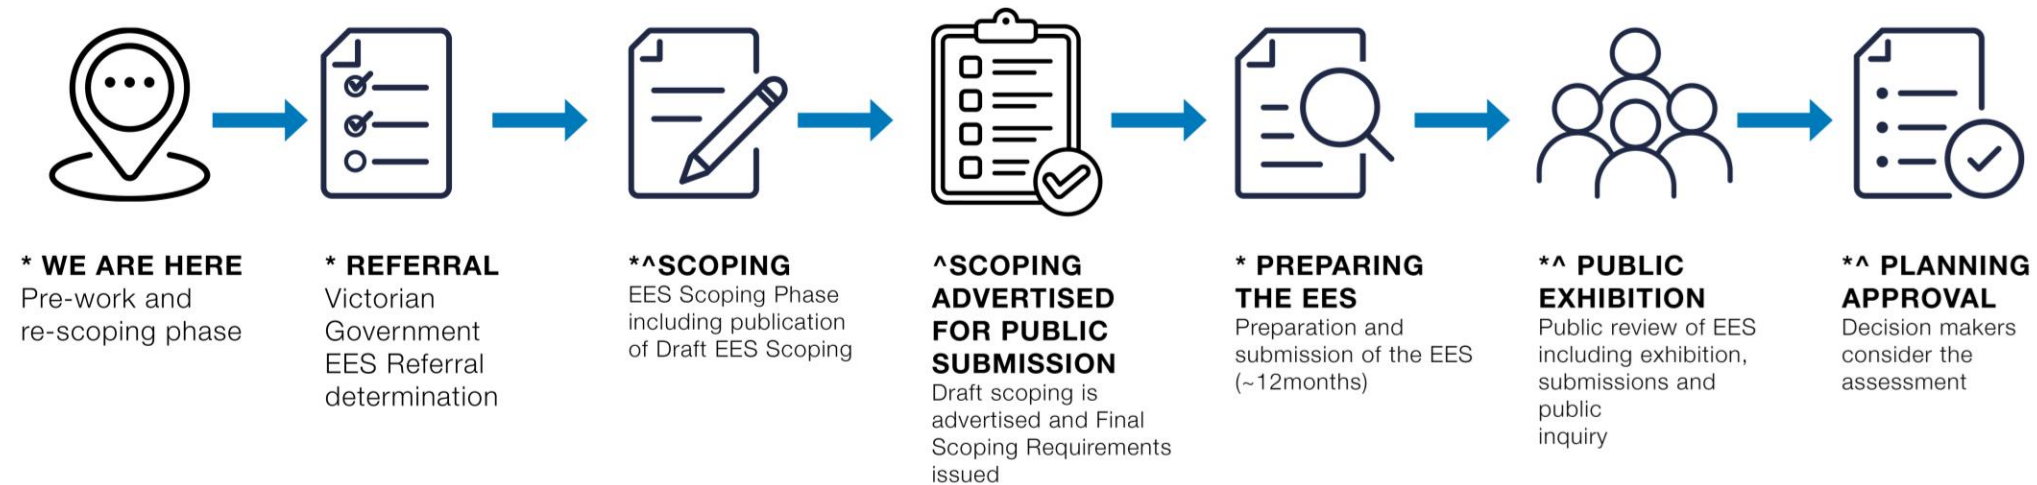 * WE ARE HERE
Pre-work and
re-scoping phase
* REFERRAL
Victorian
Government
EES Referral
determination
*^SCOPING
EES Scoping Phase
including publication
of Draft EES Scoping
^SCOPING
ADVERTISED
FOR PUBLIC
SUBMISSION
Draft scoping is
advertised and Final
Scoping Requirements
issued
* PREPARING
THE EES
Preparation and
submission of the EES
(~12months)
*^ PUBLIC
EXHIBITION
Public review of EES
including exhibition,
submissions and
public
inquiry
*^ PLANNING
APPROVAL
Decision makers
consider the
assessment